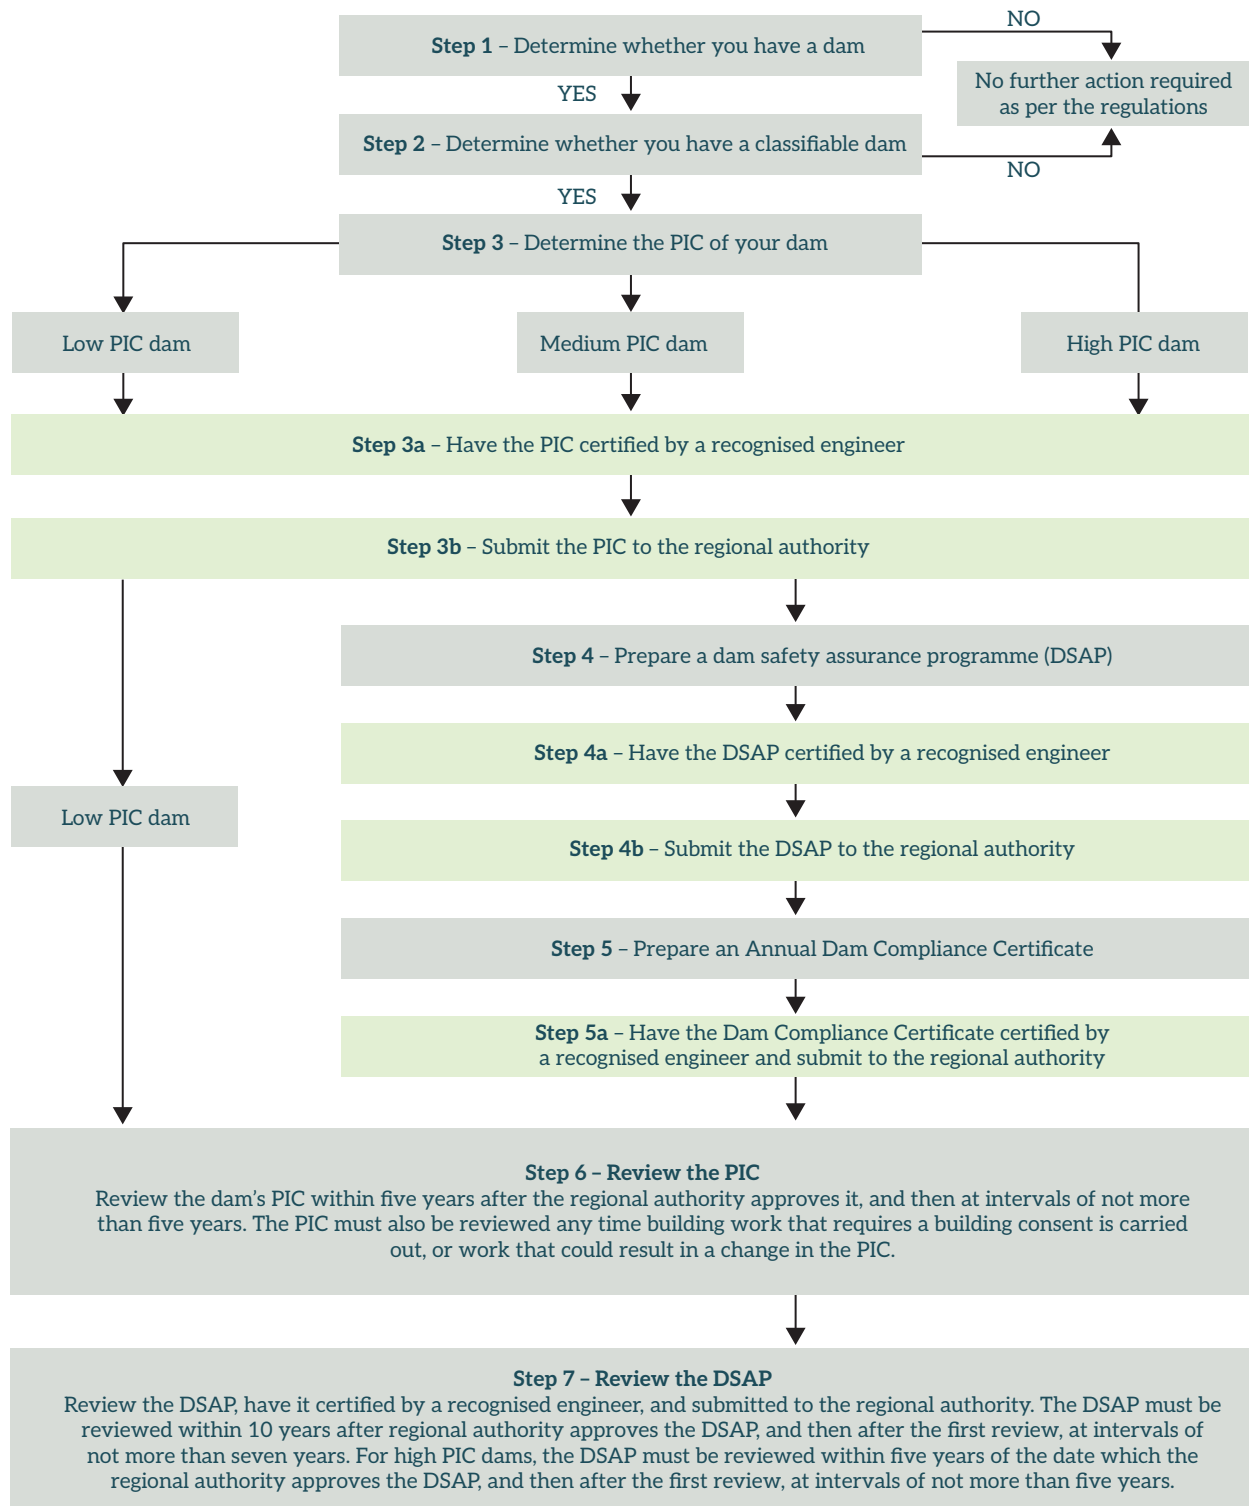 Step 1 – Determine whether you have a dam
NO
No further action required
as per the regulations
YES
Step 2 – Determine whether you have a classifiable dam
NO
YES
Step 3 – Determine the PIC of your dam
Low PIC dam
Medium PIC dam
High PIC dam
Step 3a – Have the PIC certified by a recognised engineer
Step 3b – Submit the PIC to the regional authority
Step 4 – Prepare a dam safety assurance programme (DSAP)
Step 4a – Have the DSAP certified by a recognised engineer
Low PIC dam
Step 4b – Submit the DSAP to the regional authority
Step 5 – Prepare an Annual Dam Compliance Certificate
Step 5a – Have the Dam Compliance Certificate certified by
a recognised engineer and submit to the regional authority
Step 6 – Review the PIC
Review the dam's PIC within five years after the regional authority approves it, and then at intervals of not more
than five years. The PIC must also be reviewed any time building work that requires a building consent is carried
out, or work that could result in a change in the PIC.
Step 7 – Review the DSAP
Review the DSAP, have it certified by a recognised engineer, and submitted to the regional authority. The DSAP must be
reviewed within 10 years after regional authority approves the DSAP, and then after the first review, at intervals of
not more than seven years. For high PIC dams, the DSAP must be reviewed within five years of the date which the
regional authority approves the DSAP, and then after the first review, at intervals of not more than five years.